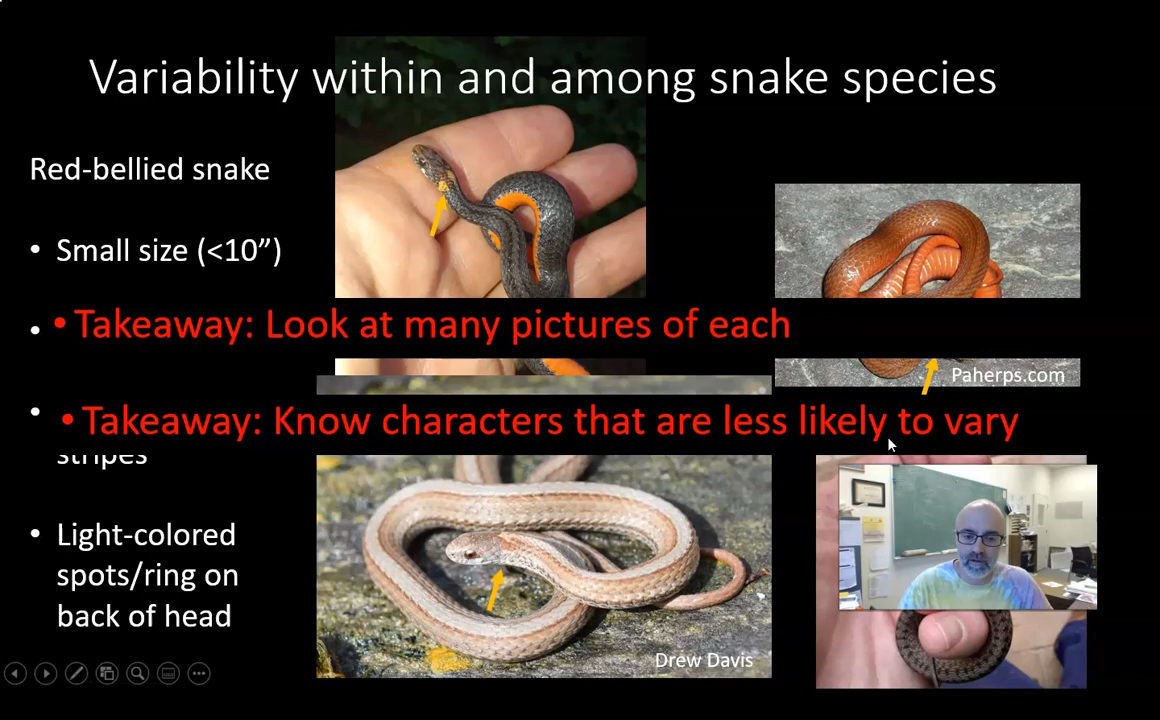 Variability within and among snake species
Red-bellied snake
• Small size (<10”)
• Takeaway: Look at many pictures of each
Paherps.com
• Takeaway: Know characters that are less likely to vary
stripes
• Light-colored
spots/ring on
back of head
Drew Davis